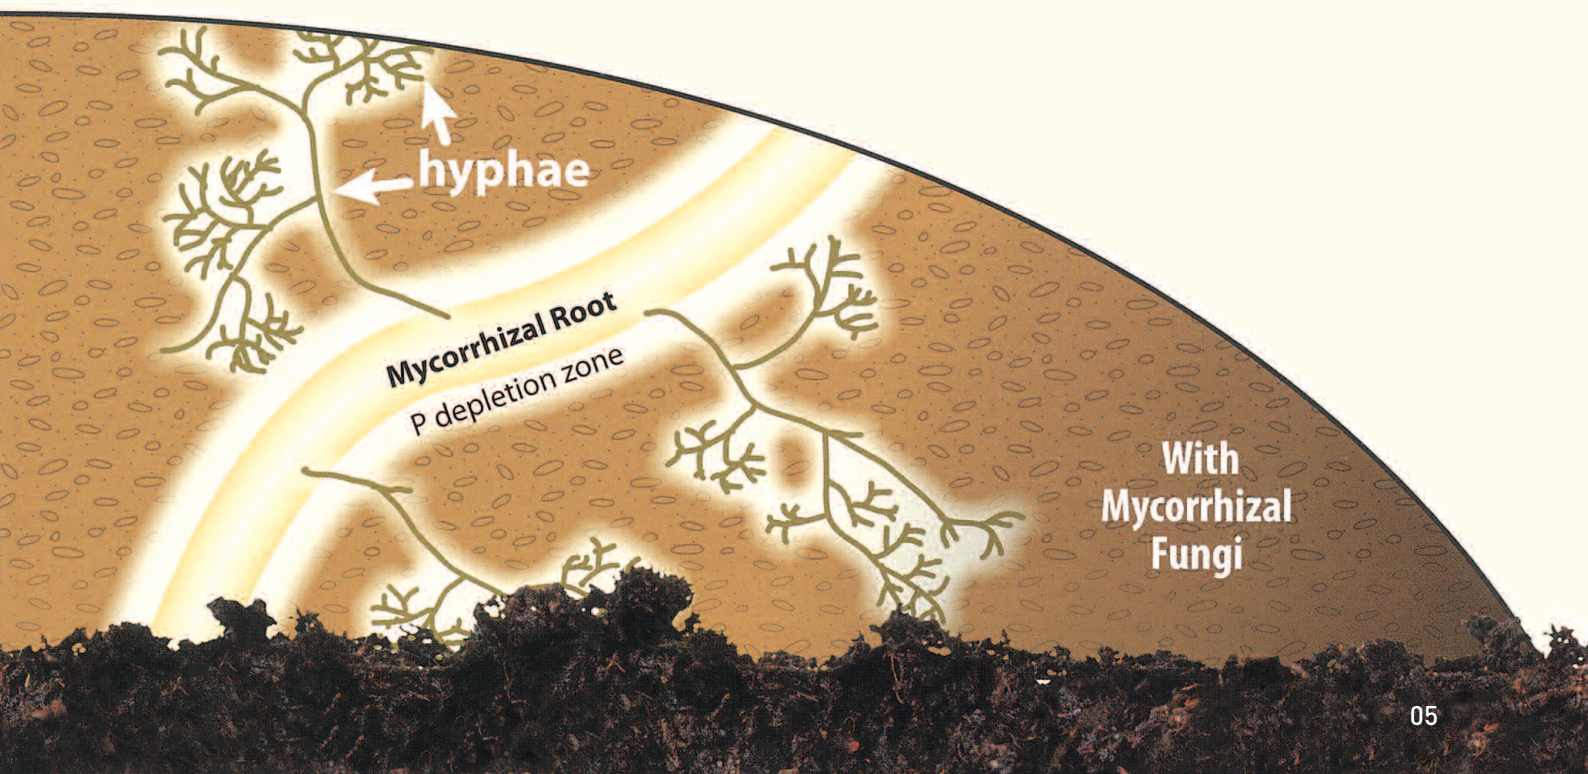 hyphae
Mycorrhizal Root
P depletion zone
With
Mycorrhizal
Fungi
05